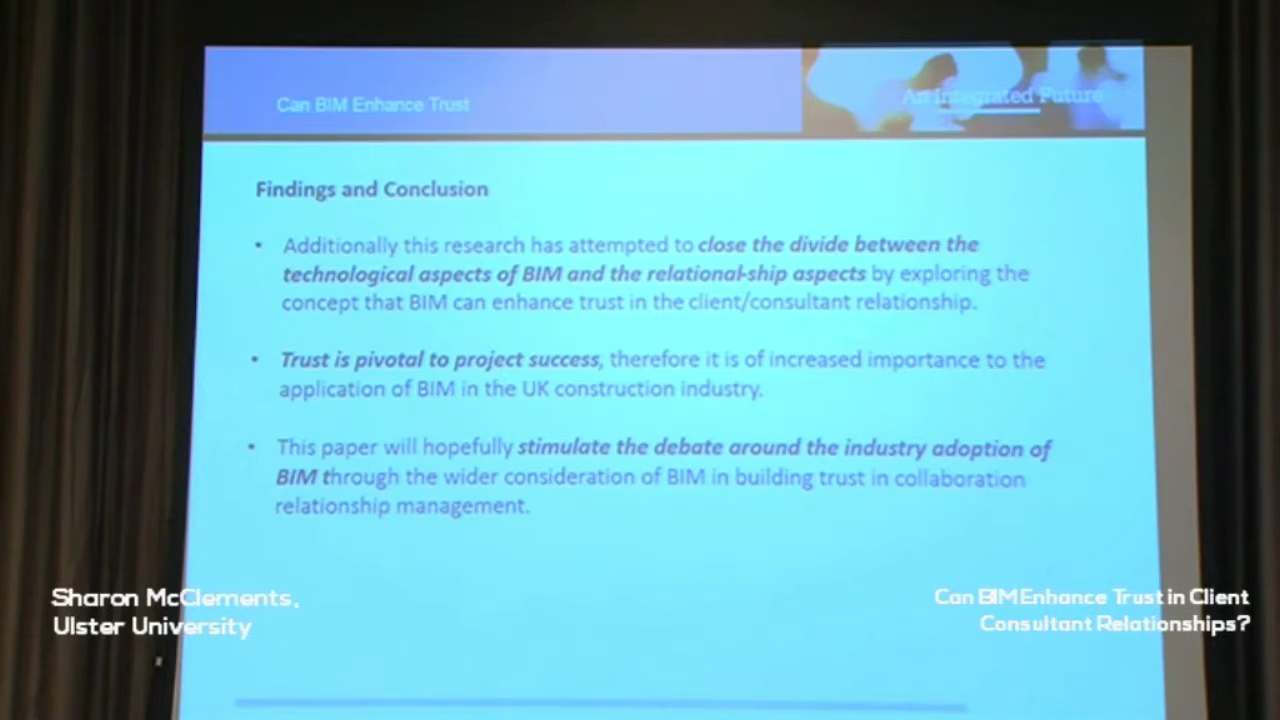 Can BIM Enhance Trust
An Integrated Future
Findings and Conclusion
• Additionally this research has attempted to close the divide between the
technological aspects of BIM and the relational-ship aspects by exploring the
concept that BIM can enhance trust in the client/consultant relationship.
• Trust is pivotal to project success, therefore it is of increased importance to the
application of BIM in the UK construction industry.
• This paper will hopefully stimulate the debate around the industry adoption of
BIM through the wider consideration of BIM in building trust in collaboration
relationship management.
Sharon McClements,
Ulster University
Can BIM Enhance Trust in Client
Consultant Relationships?